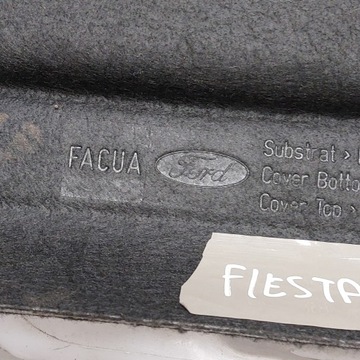 FACUA Ford Substrat >
Cover Botto
Cover Top >
FIESTA